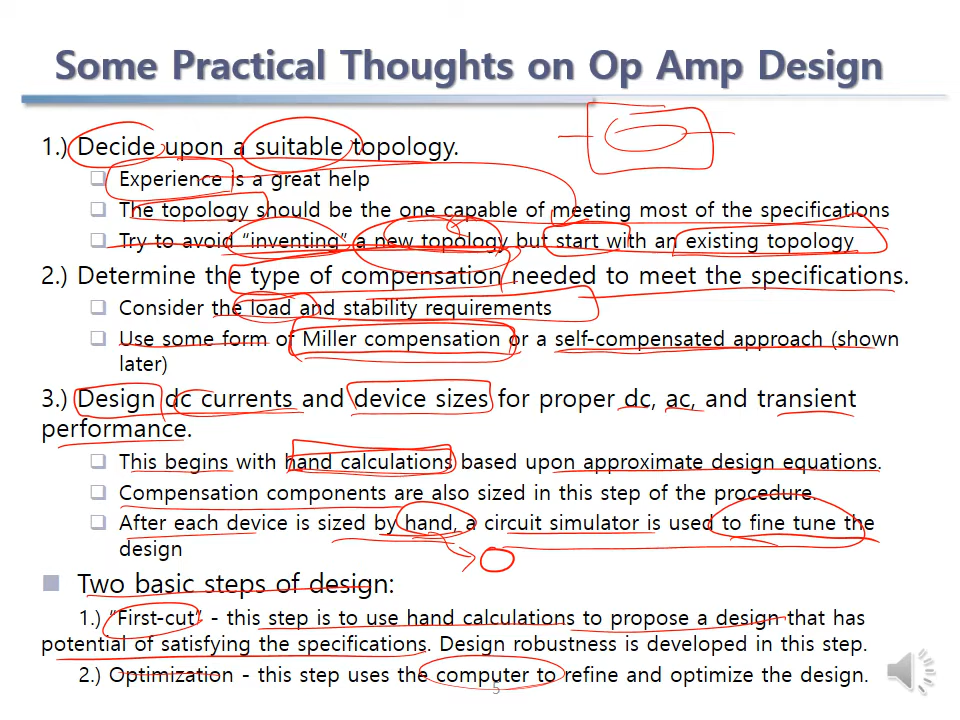 Some Practical Thoughts on Op Amp Design
1.) Decide upon a suitable topology.
Experience is a great help
The topology should be the one capable of meeting most of the specifications
Try to avoid “inventing” a new topology but start with an existing topology
2.) Determine the type of compensation needed to meet the specifications.
Consider the load and stability requirements
Use some form of Miller compensation or a self-compensated approach (shown
later)
3.) Design dc currents and device sizes for proper dc, ac, and transient
performance.
This begins with hand calculations based upon approximate design equations.
Compensation components are also sized in this step of the procedure.
After each device is sized by hand, a circuit simulator is used to fine tune the
design
Two basic steps of design:
1.) “First-cut” - this step is to use hand calculations to propose a design that has
potential of satisfying the specifications. Design robustness is developed in this step.
2.) Optimization - this step uses the computer to refine and optimize the design.
5